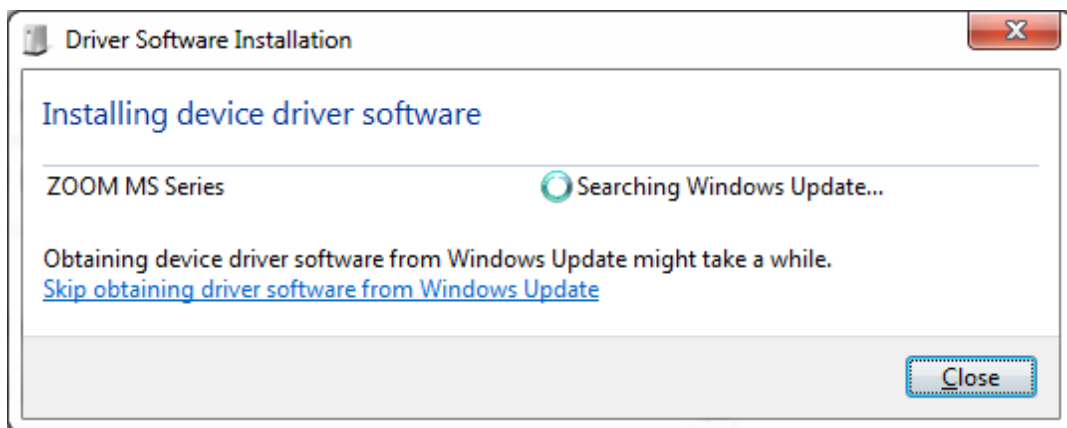 Driver Software Installation
Installing device driver software
ZOOM MS Series Searching Windows Update...
Obtaining device driver software from Windows Update might take a while.
Skip obtaining driver software from Windows Update
Close